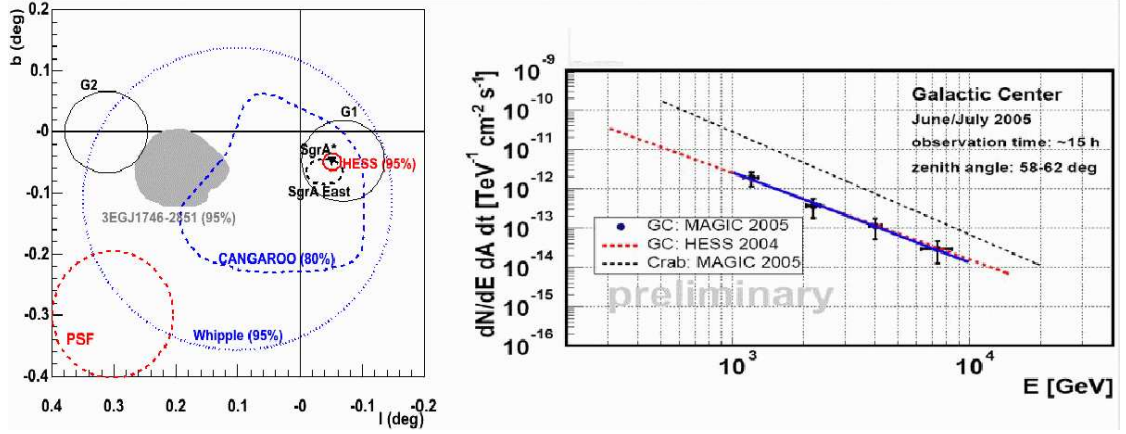 b (deg)
0.2
0.1
-0
-0.1
-0.2
-0.3
-0.4
0.4 0.3 0.2 0.1 -0 -0.1 -0.2
l (deg)
G2
G1
SgrA*
HESS (95%)
SgrA East
3EGJ1746-2851 (95%)
CANGAROO (80%)
Whipple (95%)
PSF
dN/dE dA dt [TeV⁻¹ cm⁻² s⁻¹]
10⁻⁹
10⁻¹⁰
10⁻¹¹
10⁻¹²
10⁻¹³
10⁻¹⁴
10⁻¹⁵
10⁻¹⁶
Galactic Center
June/July 2005
observation time: ~15 h
zenith angle: 58-62 deg
GC: MAGIC 2005
GC: HESS 2004
Crab: MAGIC 2005
preliminary
10³ 10⁴
E [GeV]